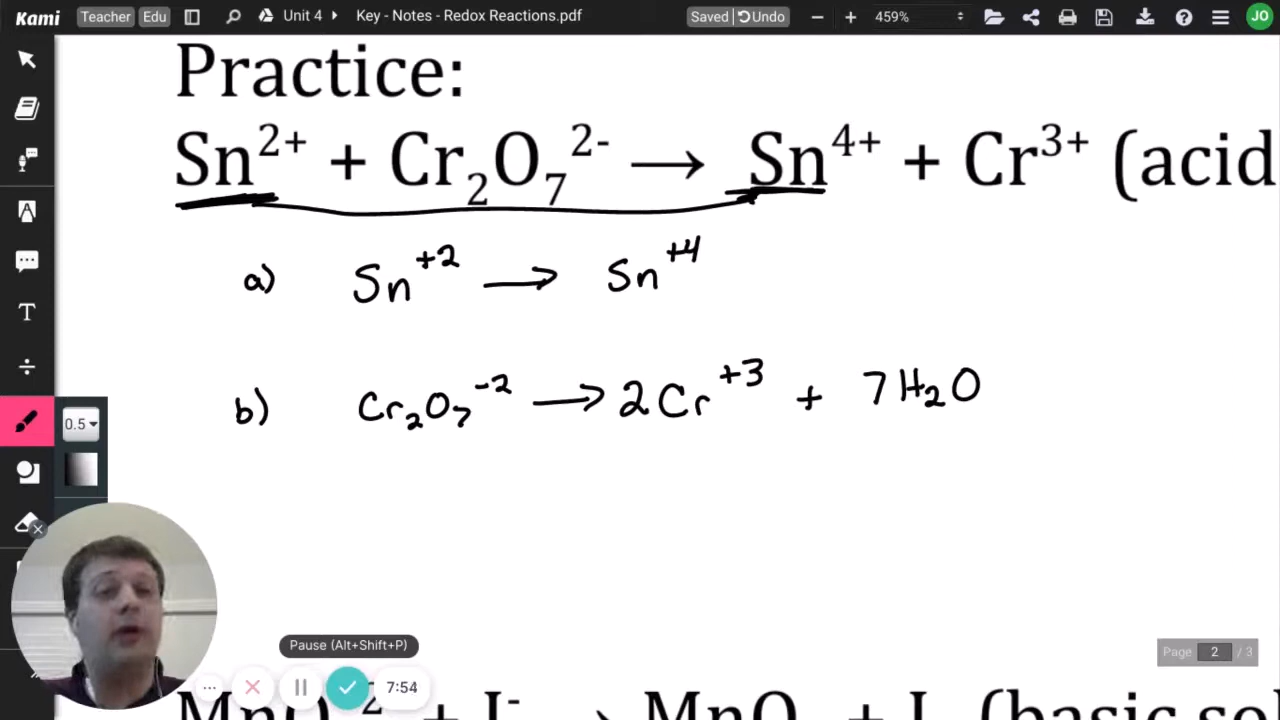 Kami Teacher Edu Unit 4 Key - Notes - Redox Reactions.pdf Saved Undo 459% JO
Practice:
Sn²⁺ + Cr₂O₇²⁻ → Sn⁴⁺ + Cr³⁺ (acid
a) Sn⁺² → Sn⁺⁴
b) Cr₂O₇⁻² → 2Cr⁺³ + 7H₂O
0.5
Pause (Alt+Shift+P)
7:54
Page 2 / 3